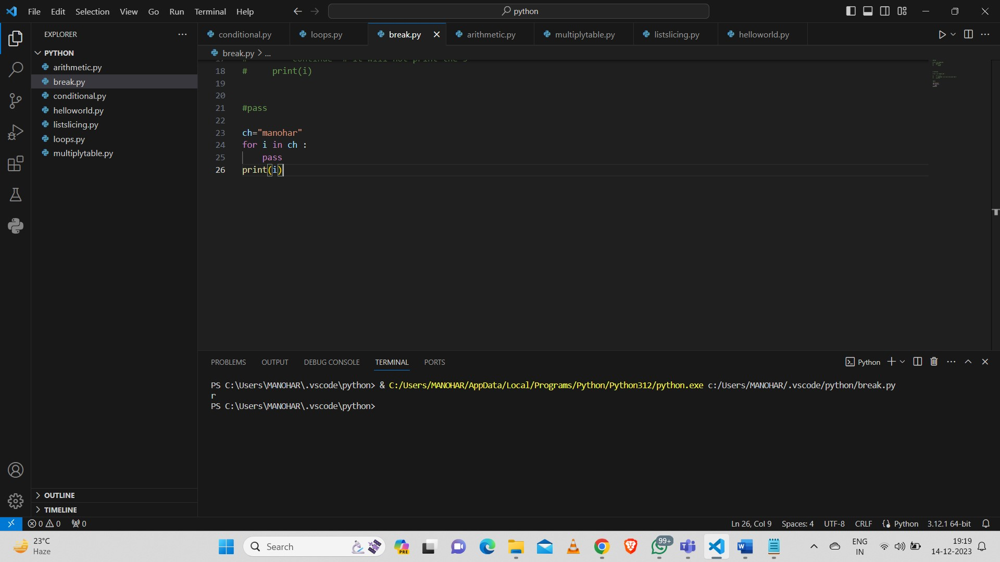 File Edit Selection View Go Run Terminal Help
python
EXPLORER
PYTHON
arithmetic.py
break.py
conditional.py
helloworld.py
listslicing.py
loops.py
multiplytable.py
OUTLINE
TIMELINE
conditional.py loops.py break.py arithmetic.py multiplytable.py listslicing.py helloworld.py
break.py > ...
18 # print(i)
19
20
21 #pass
22
23 ch="manohar"
24 for i in ch :
25 pass
26 print(i)
PROBLEMS OUTPUT DEBUG CONSOLE TERMINAL PORTS
Python
PS C:\Users\MANOHAR\.vscode\python> & C:/Users/MANOHAR/AppData/Local/Programs/Python/Python312/python.exe c:/Users/MANOHAR/.vscode/python/break.py
r
PS C:\Users\MANOHAR\.vscode\python>
0 0 0
Ln 26, Col 9 Spaces: 4 UTF-8 CRLF {} Python 3.12.1 64-bit
23°C
Haze
Search
PRE
99+
ENG
IN
19:19
14-12-2023